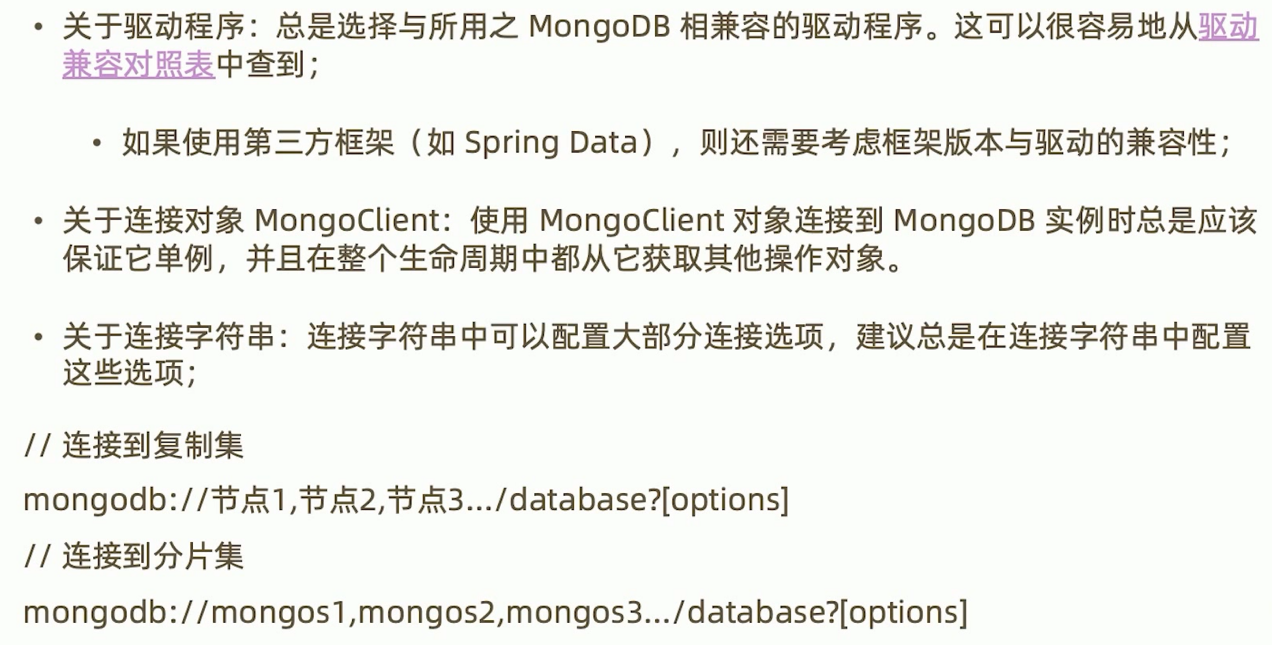 • 关于驱动程序：总是选择与所用之 MongoDB 相兼容的驱动程序。这可以很容易地从驱动
兼容对照表中查到；
• 如果使用第三方框架（如 Spring Data），则还需要考虑框架版本与驱动的兼容性；
• 关于连接对象 MongoClient：使用 MongoClient 对象连接到 MongoDB 实例时总是应该
保证它单例，并且在整个生命周期中都从它获取其他操作对象。
• 关于连接字符串：连接字符串中可以配置大部分连接选项，建议总是在连接字符串中配置
这些选项；
// 连接到复制集
mongodb://节点1,节点2,节点3.../database?[options]
// 连接到分片集
mongodb://mongos1,mongos2,mongos3.../database?[options]